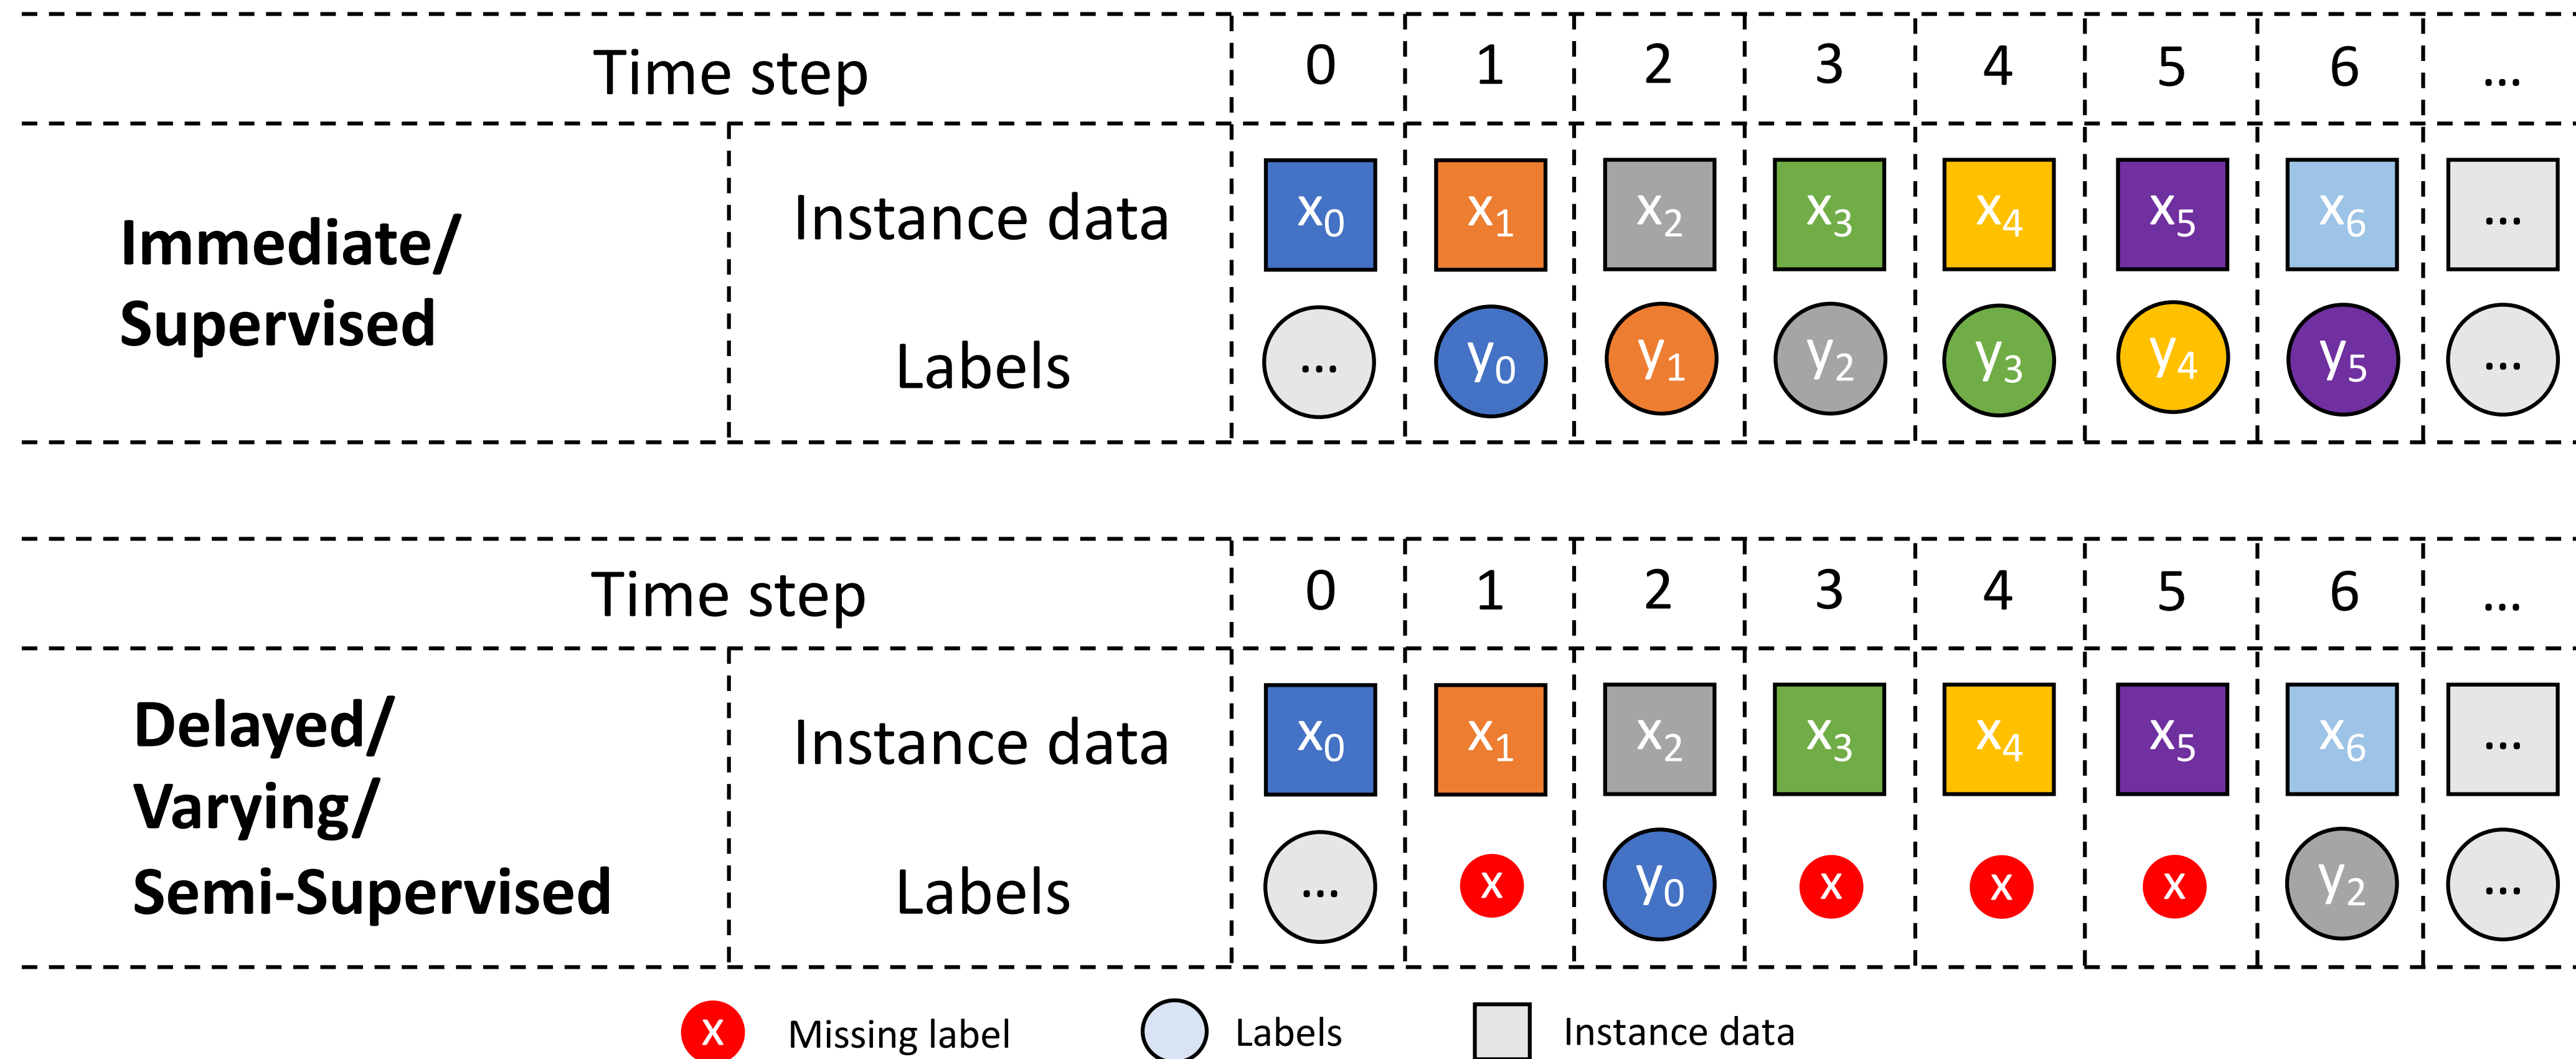 Time step 0 1 2 3 4 5 6 ...
Immediate/
Supervised
Instance data x0 x1 x2 x3 x4 x5 x6 ...
Labels ... y0 y1 y2 y3 y4 y5 ...
Time step 0 1 2 3 4 5 6 ...
Delayed/
Varying/
Semi-Supervised
Instance data x0 x1 x2 x3 x4 x5 x6 ...
Labels ... x y0 x x x y2 ...
x Missing label Labels Instance data